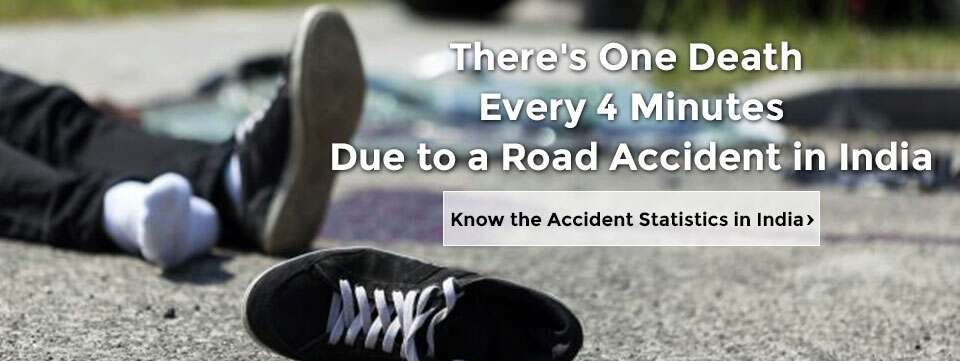 There's One Death
Every 4 Minutes
Due to a Road Accident in India
Know the Accident Statistics in India ›